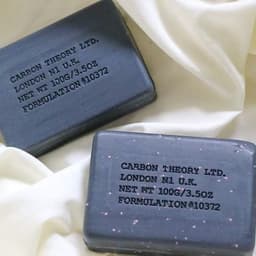 CARBON THEORY LTD.
LONDON N1 U.K.
NET WT 100G/3.5OZ
FORMULATION #10372
CARBON THEORY LTD.
LONDON N1 U.K.
NET WT 100G/3.5OZ
FORMULATION #10372